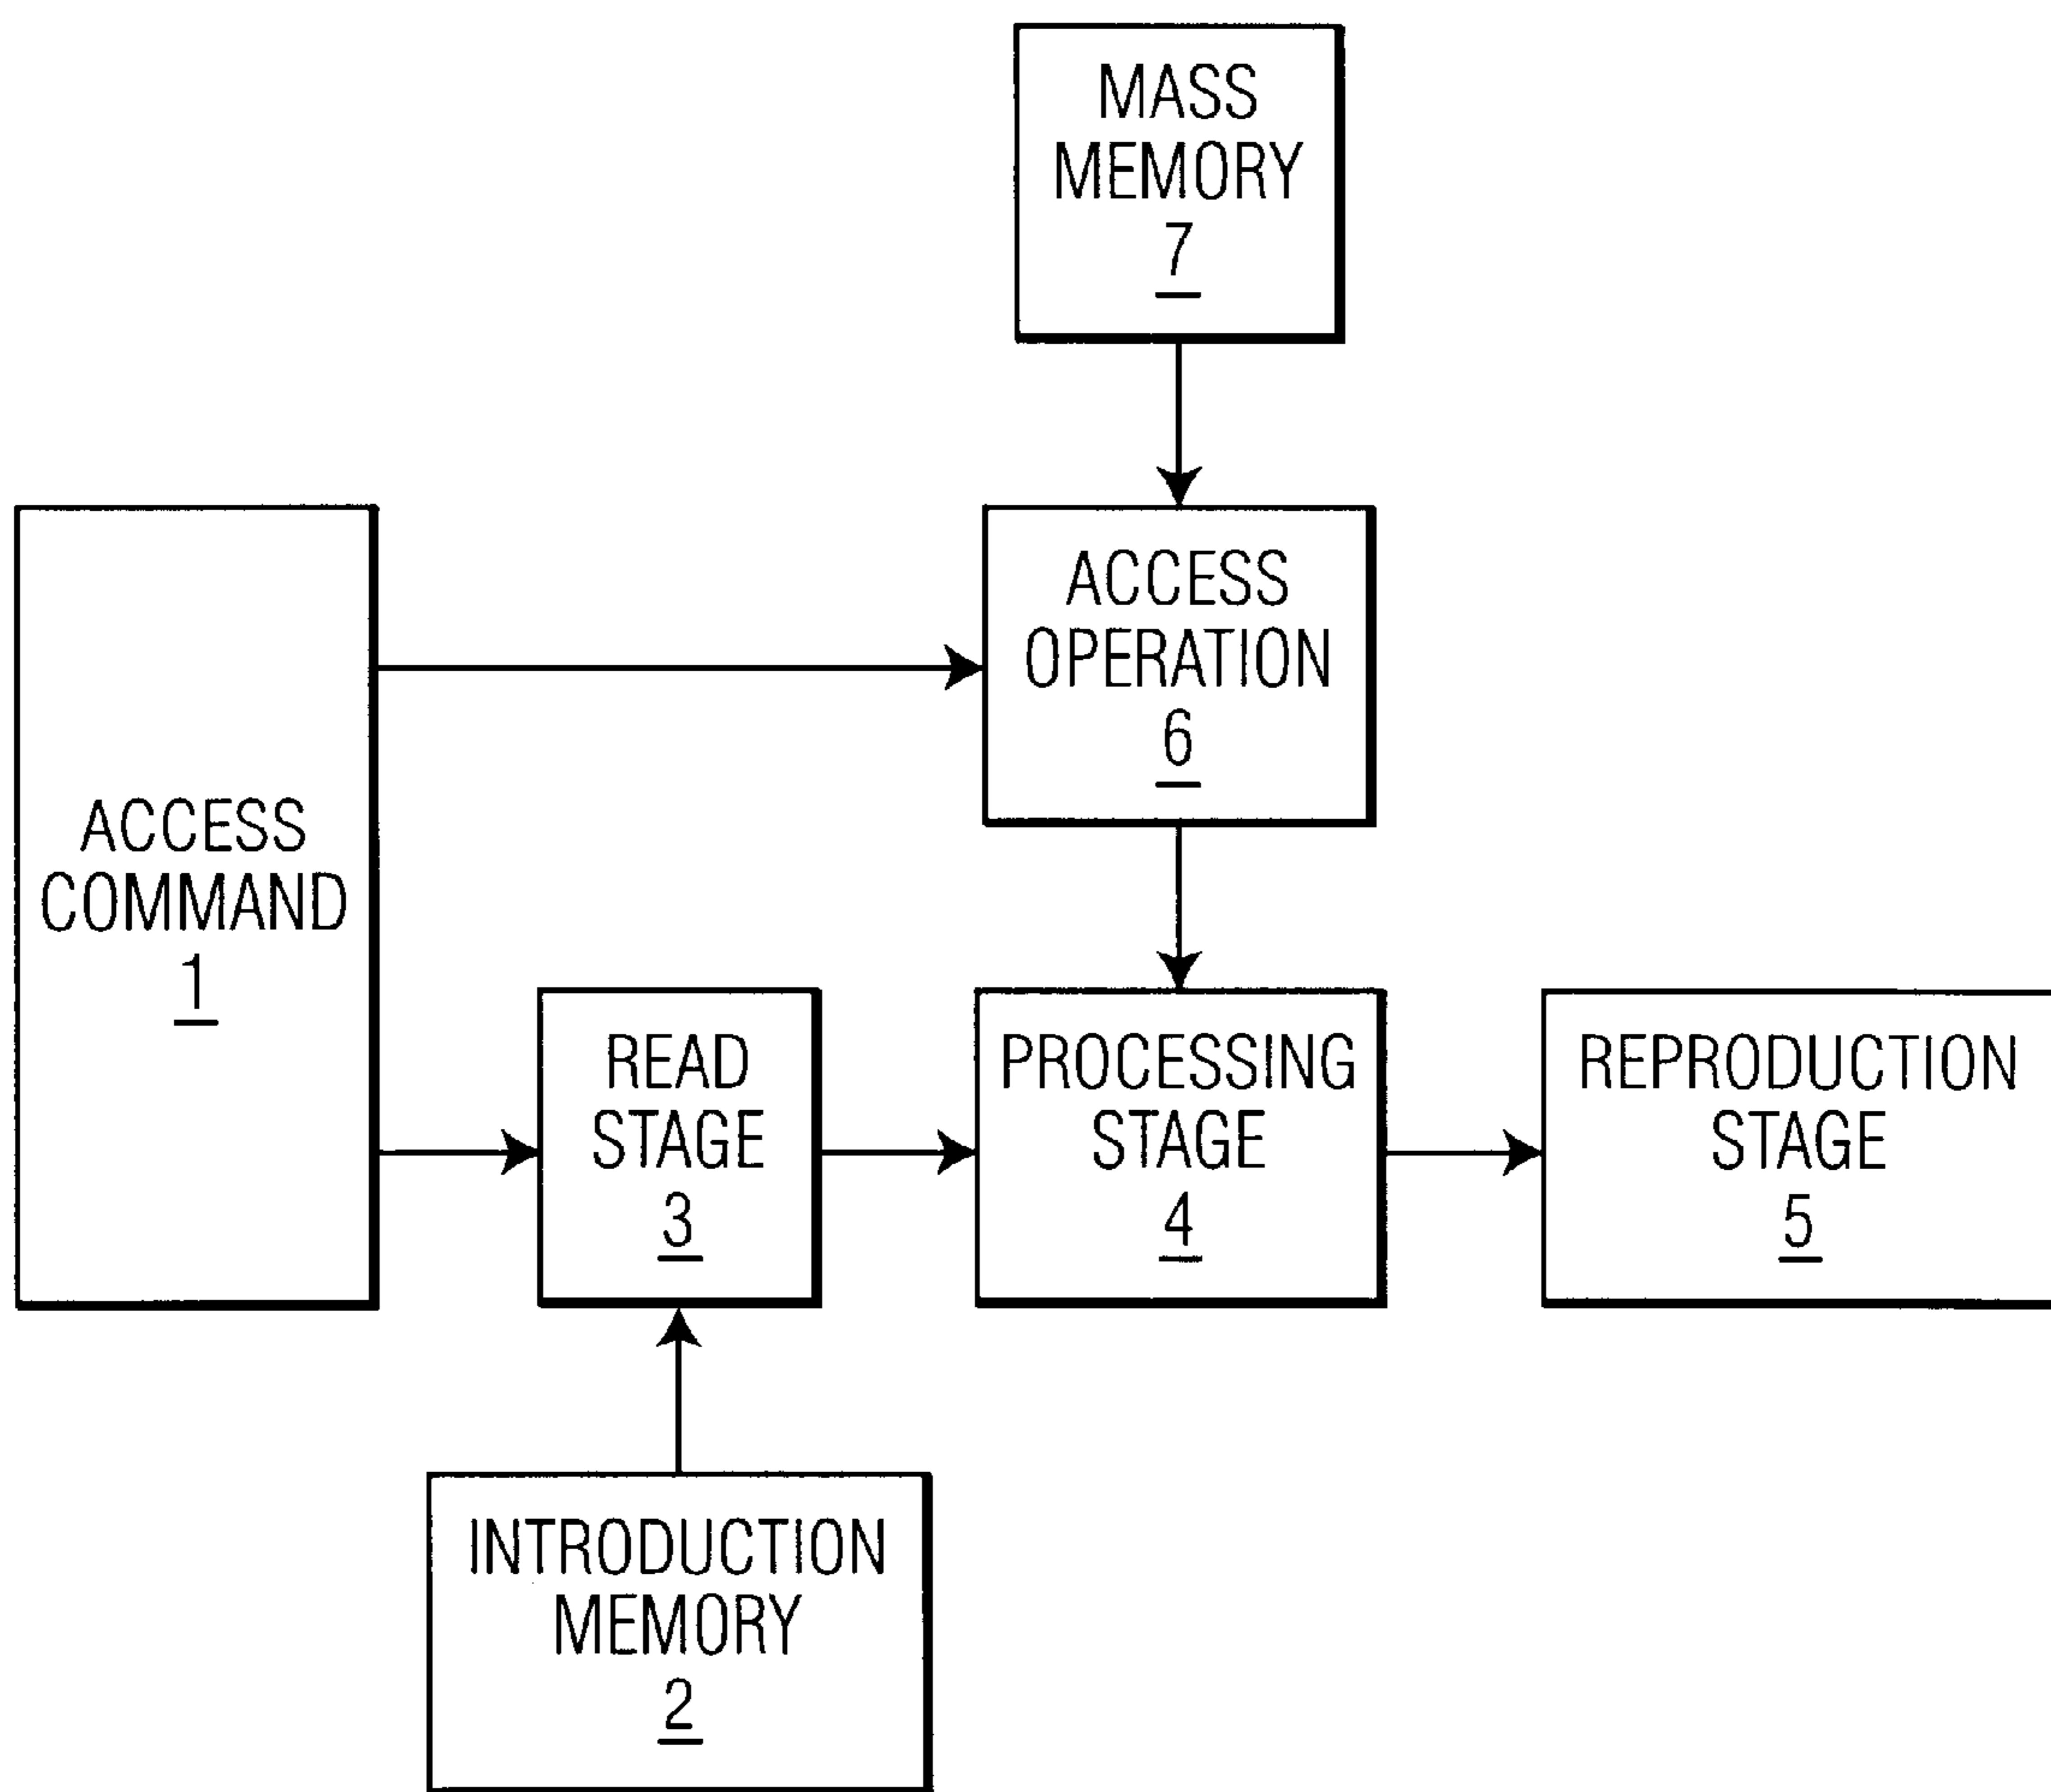 MASS
MEMORY
7
ACCESS
OPERATION
6
ACCESS
COMMAND
1
READ
STAGE
3
PROCESSING
STAGE
4
REPRODUCTION
STAGE
5
INTRODUCTION
MEMORY
2